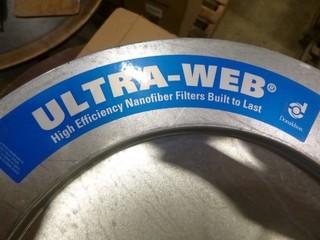 ULTRA-WEB®
High Efficiency Nanofiber Filters Built to Last
Donaldson